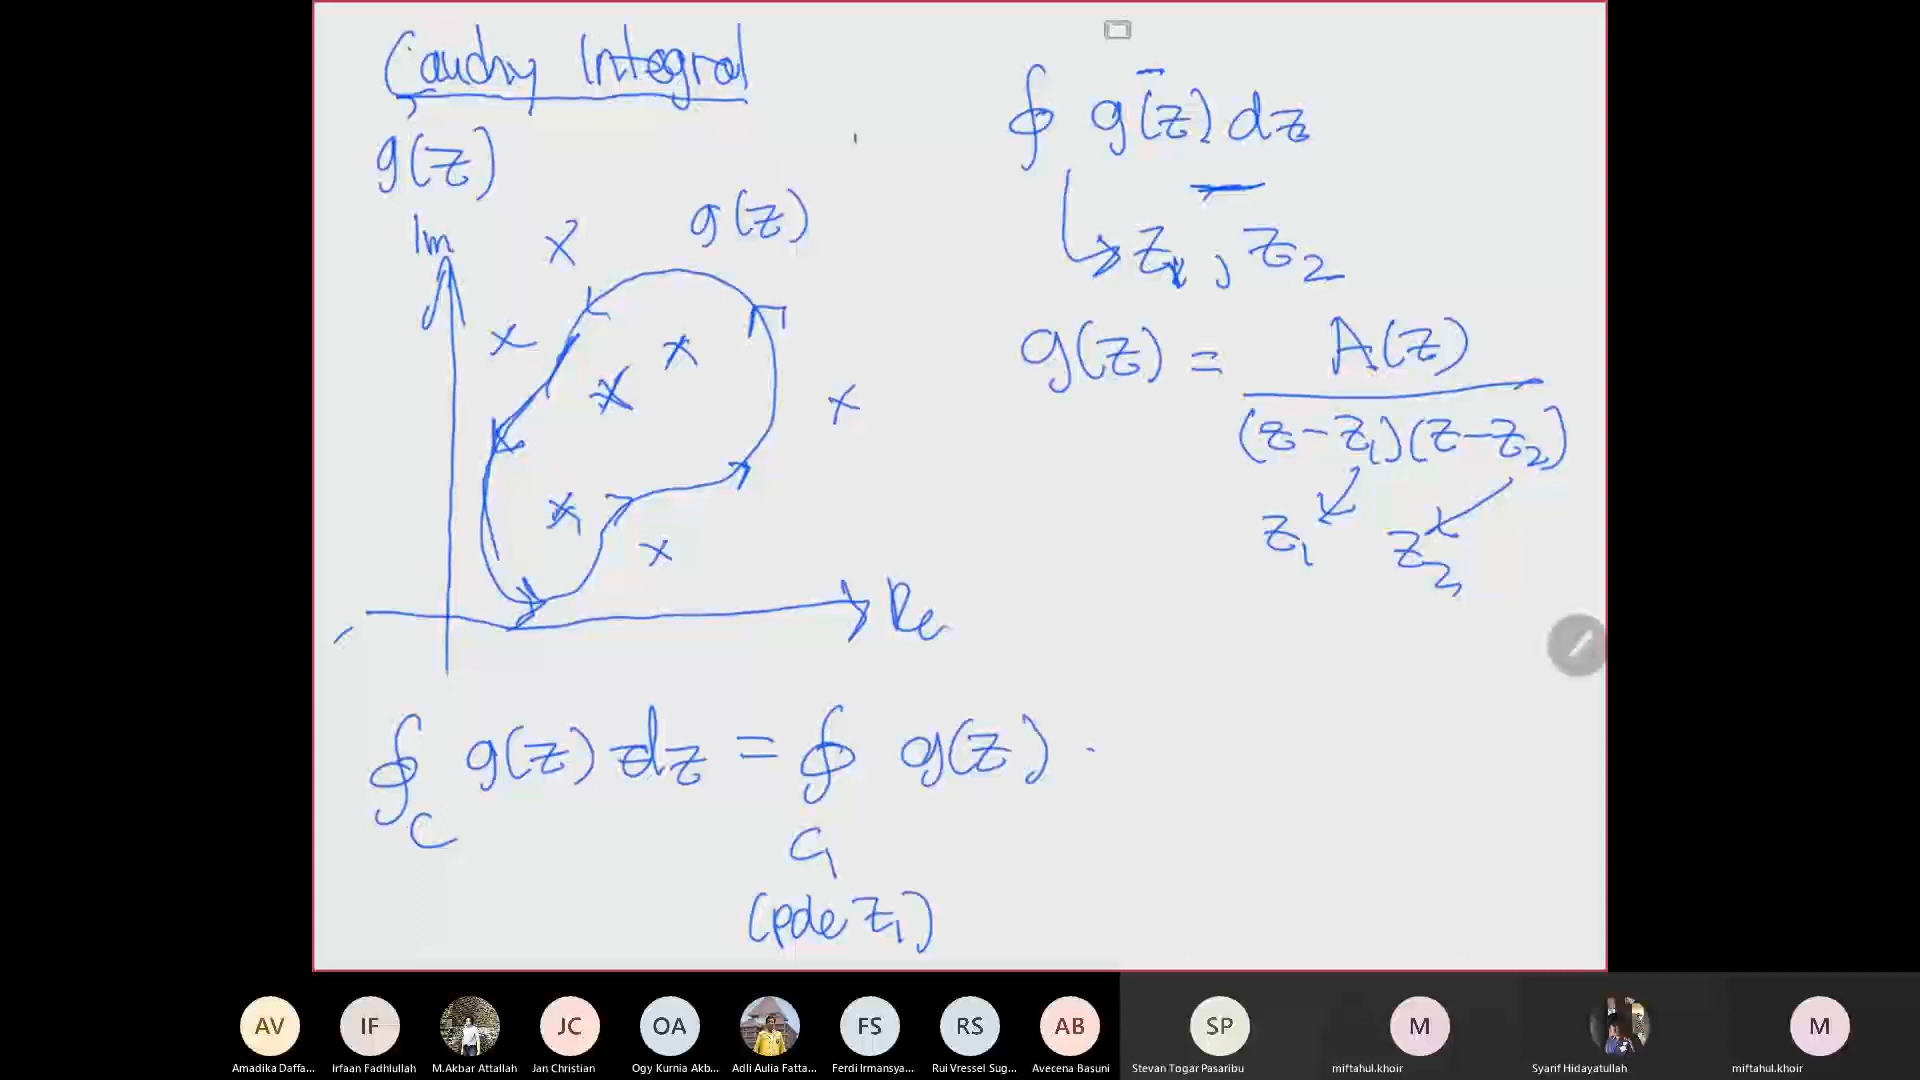 Cauchy Integral
g(z)
Im
g(z)
Re
∮ g(z) dz
z₁, z₂
g(z) = A(z) / (z-z₁)(z-z₂)
z₁ z₂
∮ g(z) dz = ∮ g(z) .
C C₁
(pole z₁)
AV IF JC OA FS RS AB SP M M
Amadika Daffa... Irfaan Fadhlullah M.Akbar Attallah Jan Christian Ogy Kurnia Akb... Adli Aulia Fatta... Ferdi Irmansya... Rui Vressel Sug... Avecena Basuni Stevan Togar Pasaribu miftahul.khoir Syarif Hidayatullah miftahul.khoir